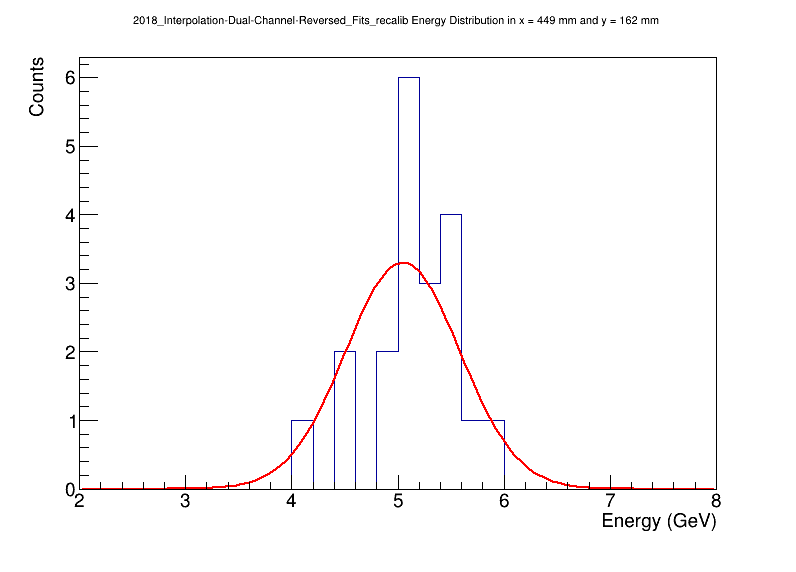 2018_Interpolation-Dual-Channel-Reversed_Fits_recalib Energy Distribution in x = 449 mm and y = 162 mm
Counts
6
5
4
3
2
1
0
2 3 4 5 6 7 8
Energy (GeV)